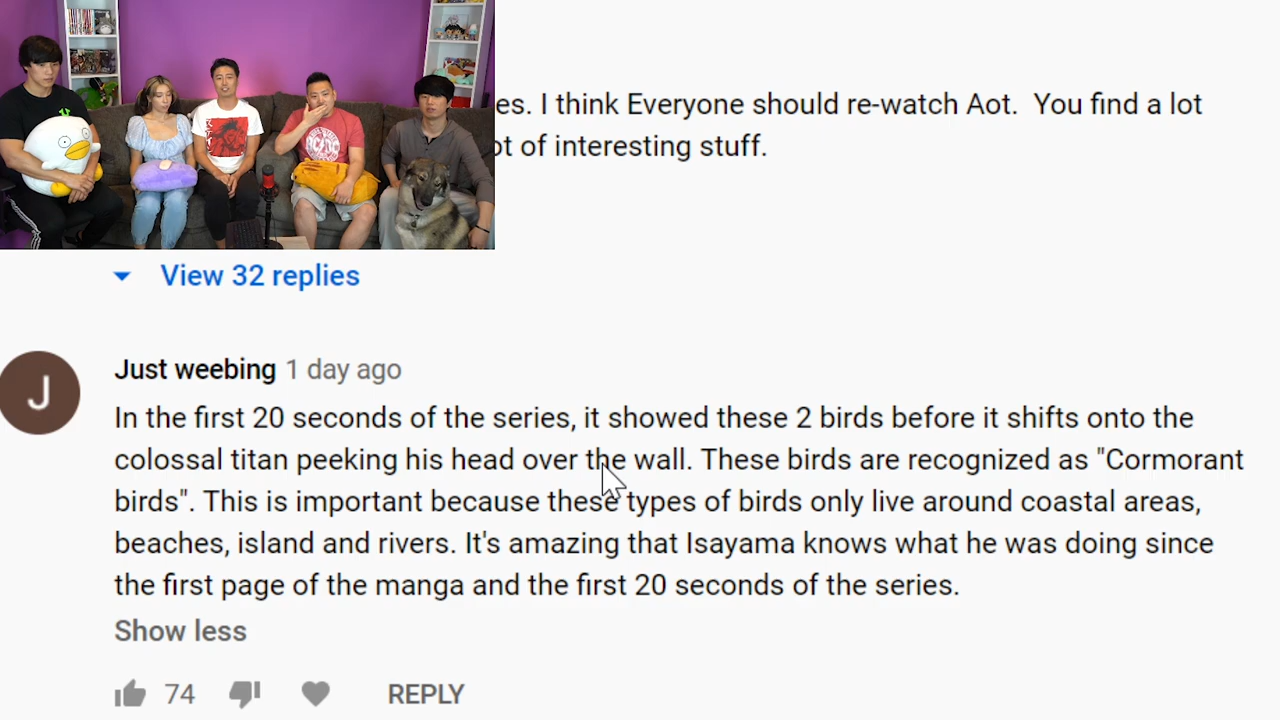 es. I think Everyone should re-watch Aot.  You find a lot
ot of interesting stuff.
View 32 replies
J
Just weebing 1 day ago
In the first 20 seconds of the series, it showed these 2 birds before it shifts onto the
colossal titan peeking his head over the wall. These birds are recognized as "Cormorant
birds". This is important because these types of birds only live around coastal areas,
beaches, island and rivers. It's amazing that Isayama knows what he was doing since
the first page of the manga and the first 20 seconds of the series.
Show less
74
REPLY